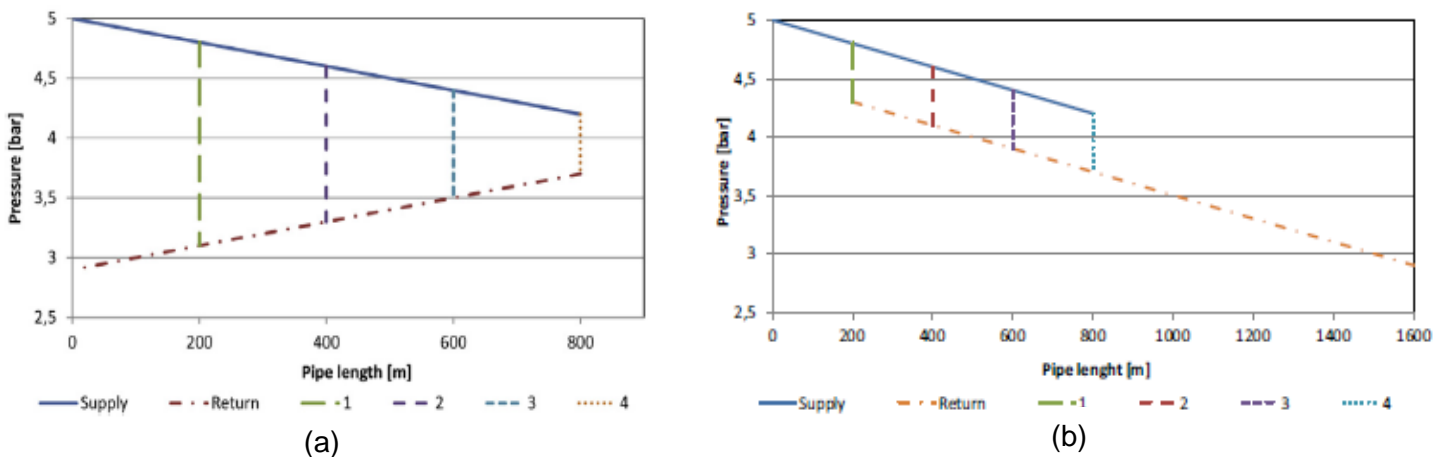 5
4,5
4
3,5
3
2,5
Pressure [bar]
0 200 400 600 800
Pipe length [m]
Supply Return 1 2 3 4
(a)
5
4,5
4
3,5
3
2,5
Pressure [bar]
0 200 400 600 800 1000 1200 1400 1600
Pipe lenght [m]
Supply Return 1 2 3 4
(b)